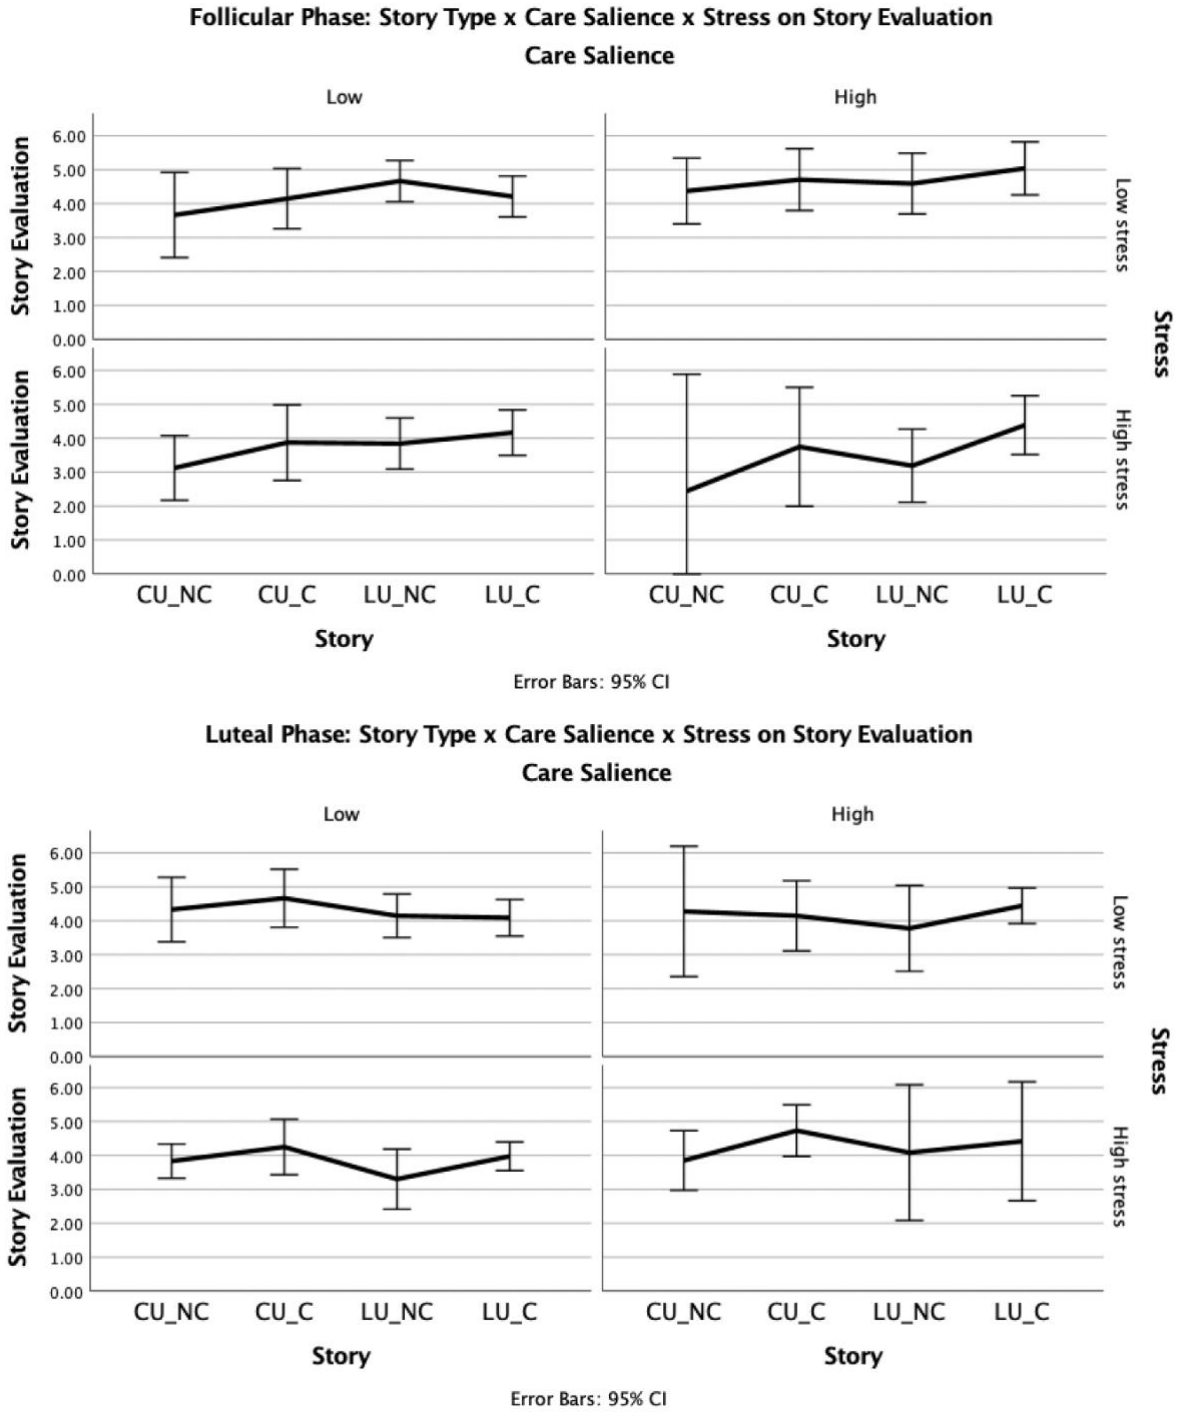 Follicular Phase: Story Type x Care Salience x Stress on Story Evaluation
Care Salience
Low High
Story Evaluation
6.00
5.00
4.00
3.00
2.00
1.00
0.00
Low stress
Stress
Story Evaluation
6.00
5.00
4.00
3.00
2.00
1.00
0.00
High stress
CU_NC CU_C LU_NC LU_C CU_NC CU_C LU_NC LU_C
Story Story
Error Bars: 95% CI
Luteal Phase: Story Type x Care Salience x Stress on Story Evaluation
Care Salience
Low High
Story Evaluation
6.00
5.00
4.00
3.00
2.00
1.00
0.00
Low stress
Stress
Story Evaluation
6.00
5.00
4.00
3.00
2.00
1.00
0.00
High stress
CU_NC CU_C LU_NC LU_C CU_NC CU_C LU_NC LU_C
Story Story
Error Bars: 95% CI